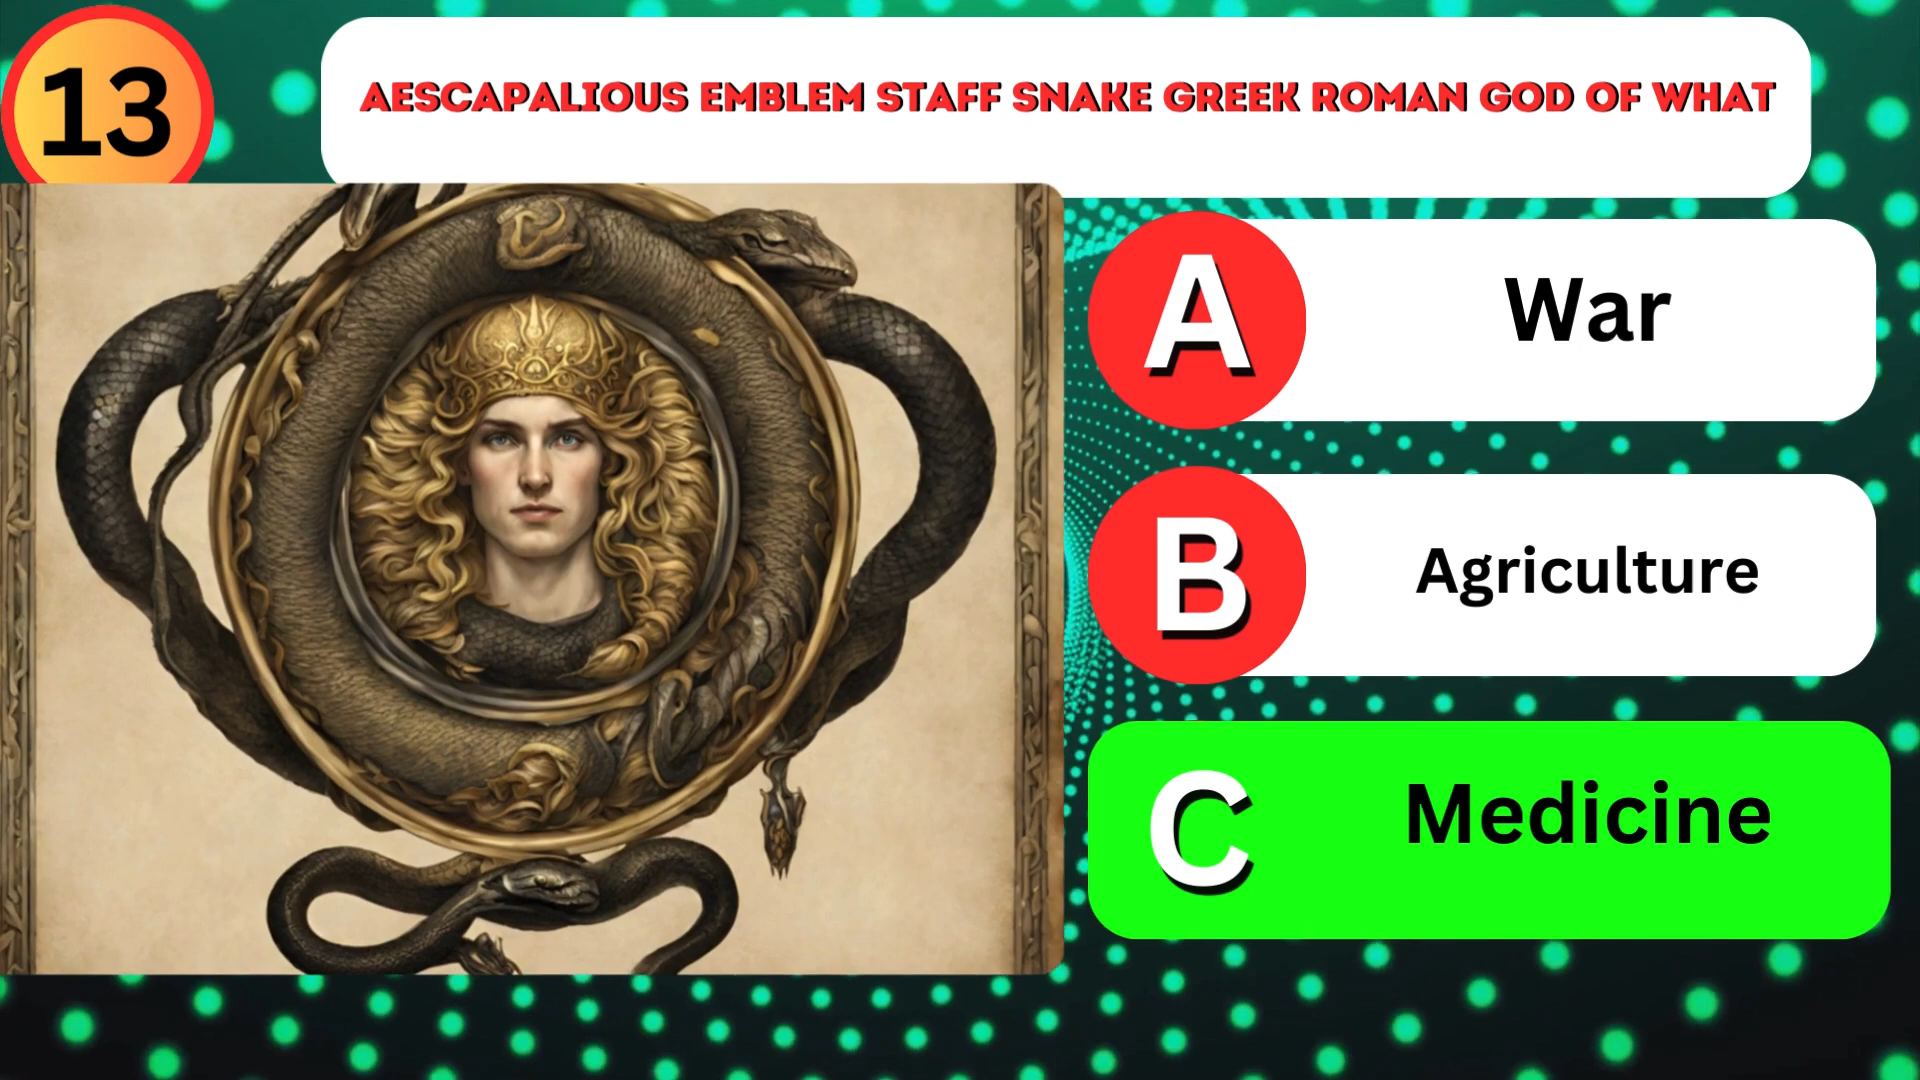 13
AESCAPALIOUS EMBLEM STAFF SNAKE GREEK ROMAN GOD OF WHAT
A War
B Agriculture
C Medicine